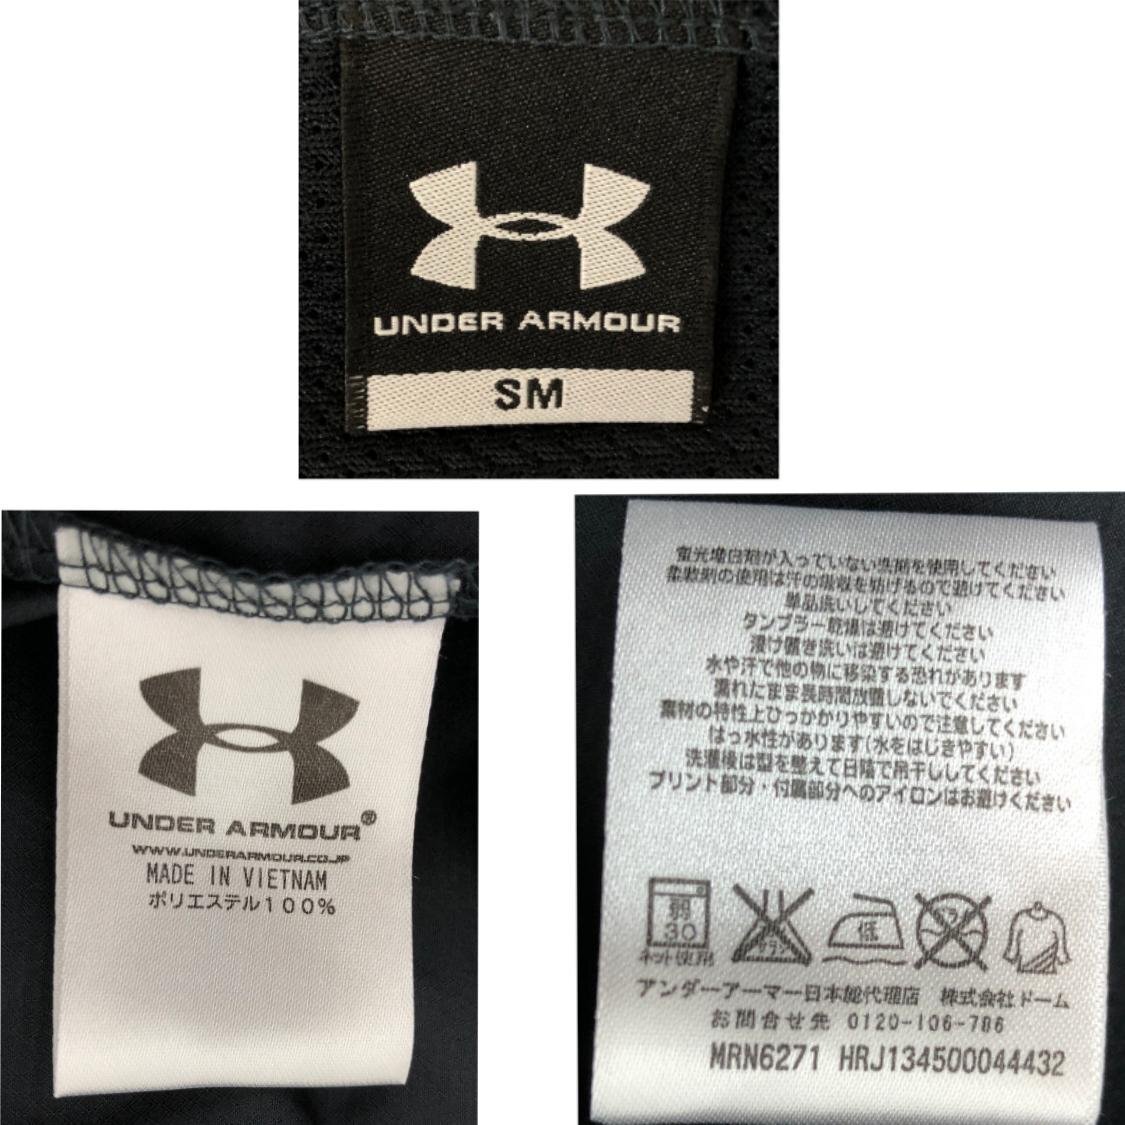 UNDER ARMOUR
SM
UNDER ARMOUR®
WWW.UNDERARMOUR.CO.JP
MADE IN VIETNAM
ポリエステル100%
蛍光増白剤が入っていない洗剤を使用してください
柔軟剤の使用は汗の吸収を妨げるので避けてください
単品洗いしてください
タンブラー乾燥は避けてください
浸け置き洗いは避けてください
水や汗で他の物に移染する恐れがあります
濡れたまま長時間放置しないでください
素材の特性上ひっかかりやすいので注意してください
はっ水性があります(水をはじきやすい)
洗濯後は型を整えて日陰で吊干ししてください
プリント部分・付属部分へのアイロンはお避けください
弱
30
ネット使用
サラシ
低
ドライ
アンダーアーマー日本総代理店 株式会社ドーム
お問合せ先 0120-106-786
MRN6271 HRJ134500044432